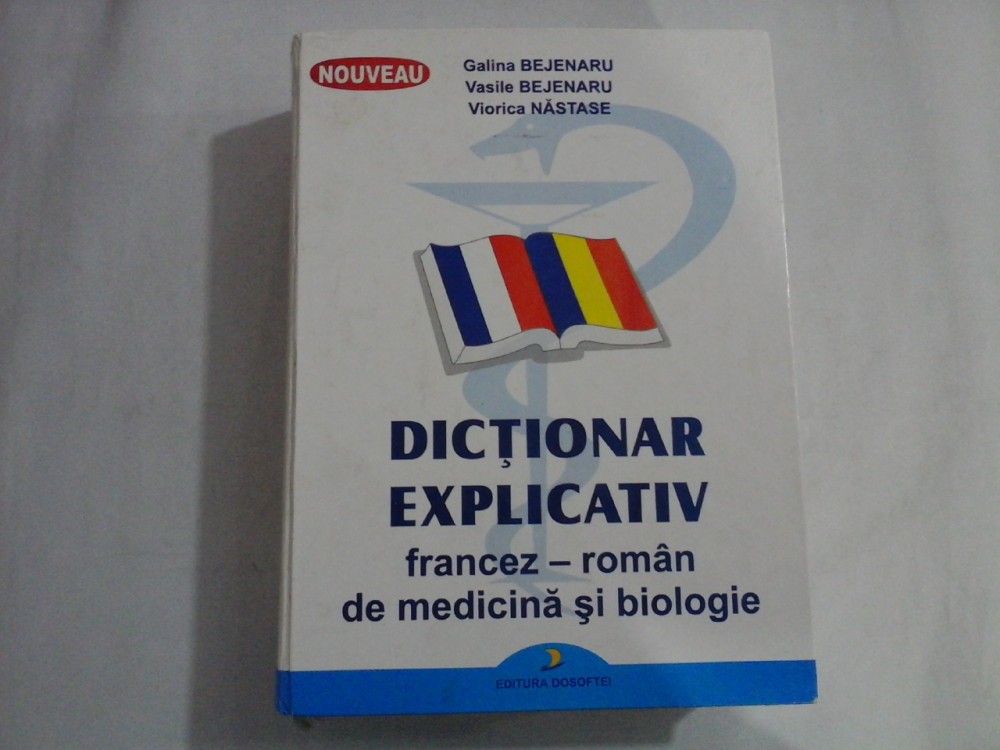 NOUVEAU
Galina BEJENARU
Vasile BEJENARU
Viorica NĂSTASE
DICŢIONAR
EXPLICATIV
francez – român
de medicină şi biologie
EDITURA DOSOFTEI